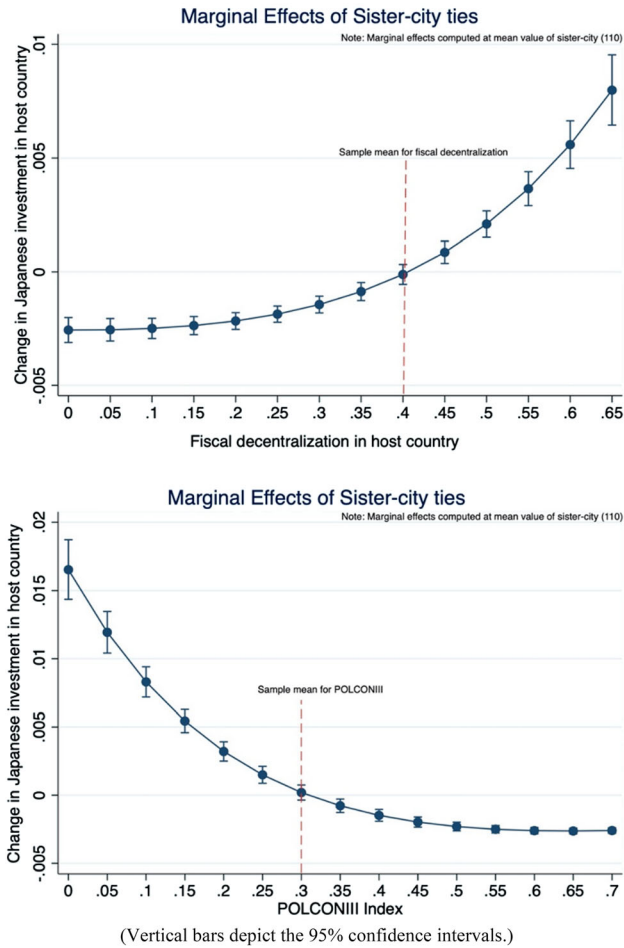 Marginal Effects of Sister-city ties
Note: Marginal effects computed at mean value of sister-city (110)
Change in Japanese investment in host country
.01
.005
0
-.005
Sample mean for fiscal decentralization
0 .05 .1 .15 .2 .25 .3 .35 .4 .45 .5 .55 .6 .65
Fiscal decentralization in host country
Marginal Effects of Sister-city ties
Note: Marginal effects computed at mean value of sister-city (110)
Change in Japanese investment in host country
.02
.015
.01
.005
0
-.005
Sample mean for POLCONIII
0 .05 .1 .15 .2 .25 .3 .35 .4 .45 .5 .55 .6 .65 .7
POLCONIII Index
(Vertical bars depict the 95% confidence intervals.)